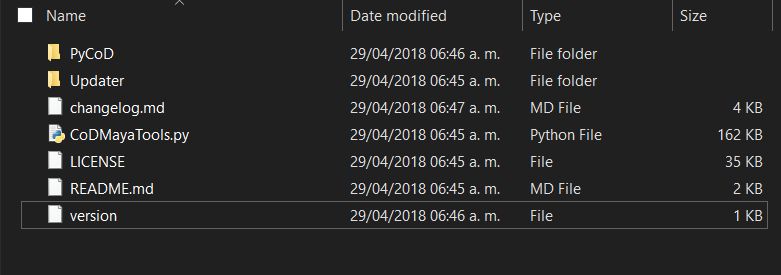 Name Date modified Type Size
PyCoD 29/04/2018 06:46 a. m. File folder
Updater 29/04/2018 06:45 a. m. File folder
changelog.md 29/04/2018 06:47 a. m. MD File 4 KB
CoDMayaTools.py 29/04/2018 06:45 a. m. Python File 162 KB
LICENSE 29/04/2018 06:45 a. m. File 35 KB
README.md 29/04/2018 06:45 a. m. MD File 2 KB
version 29/04/2018 06:46 a. m. File 1 KB